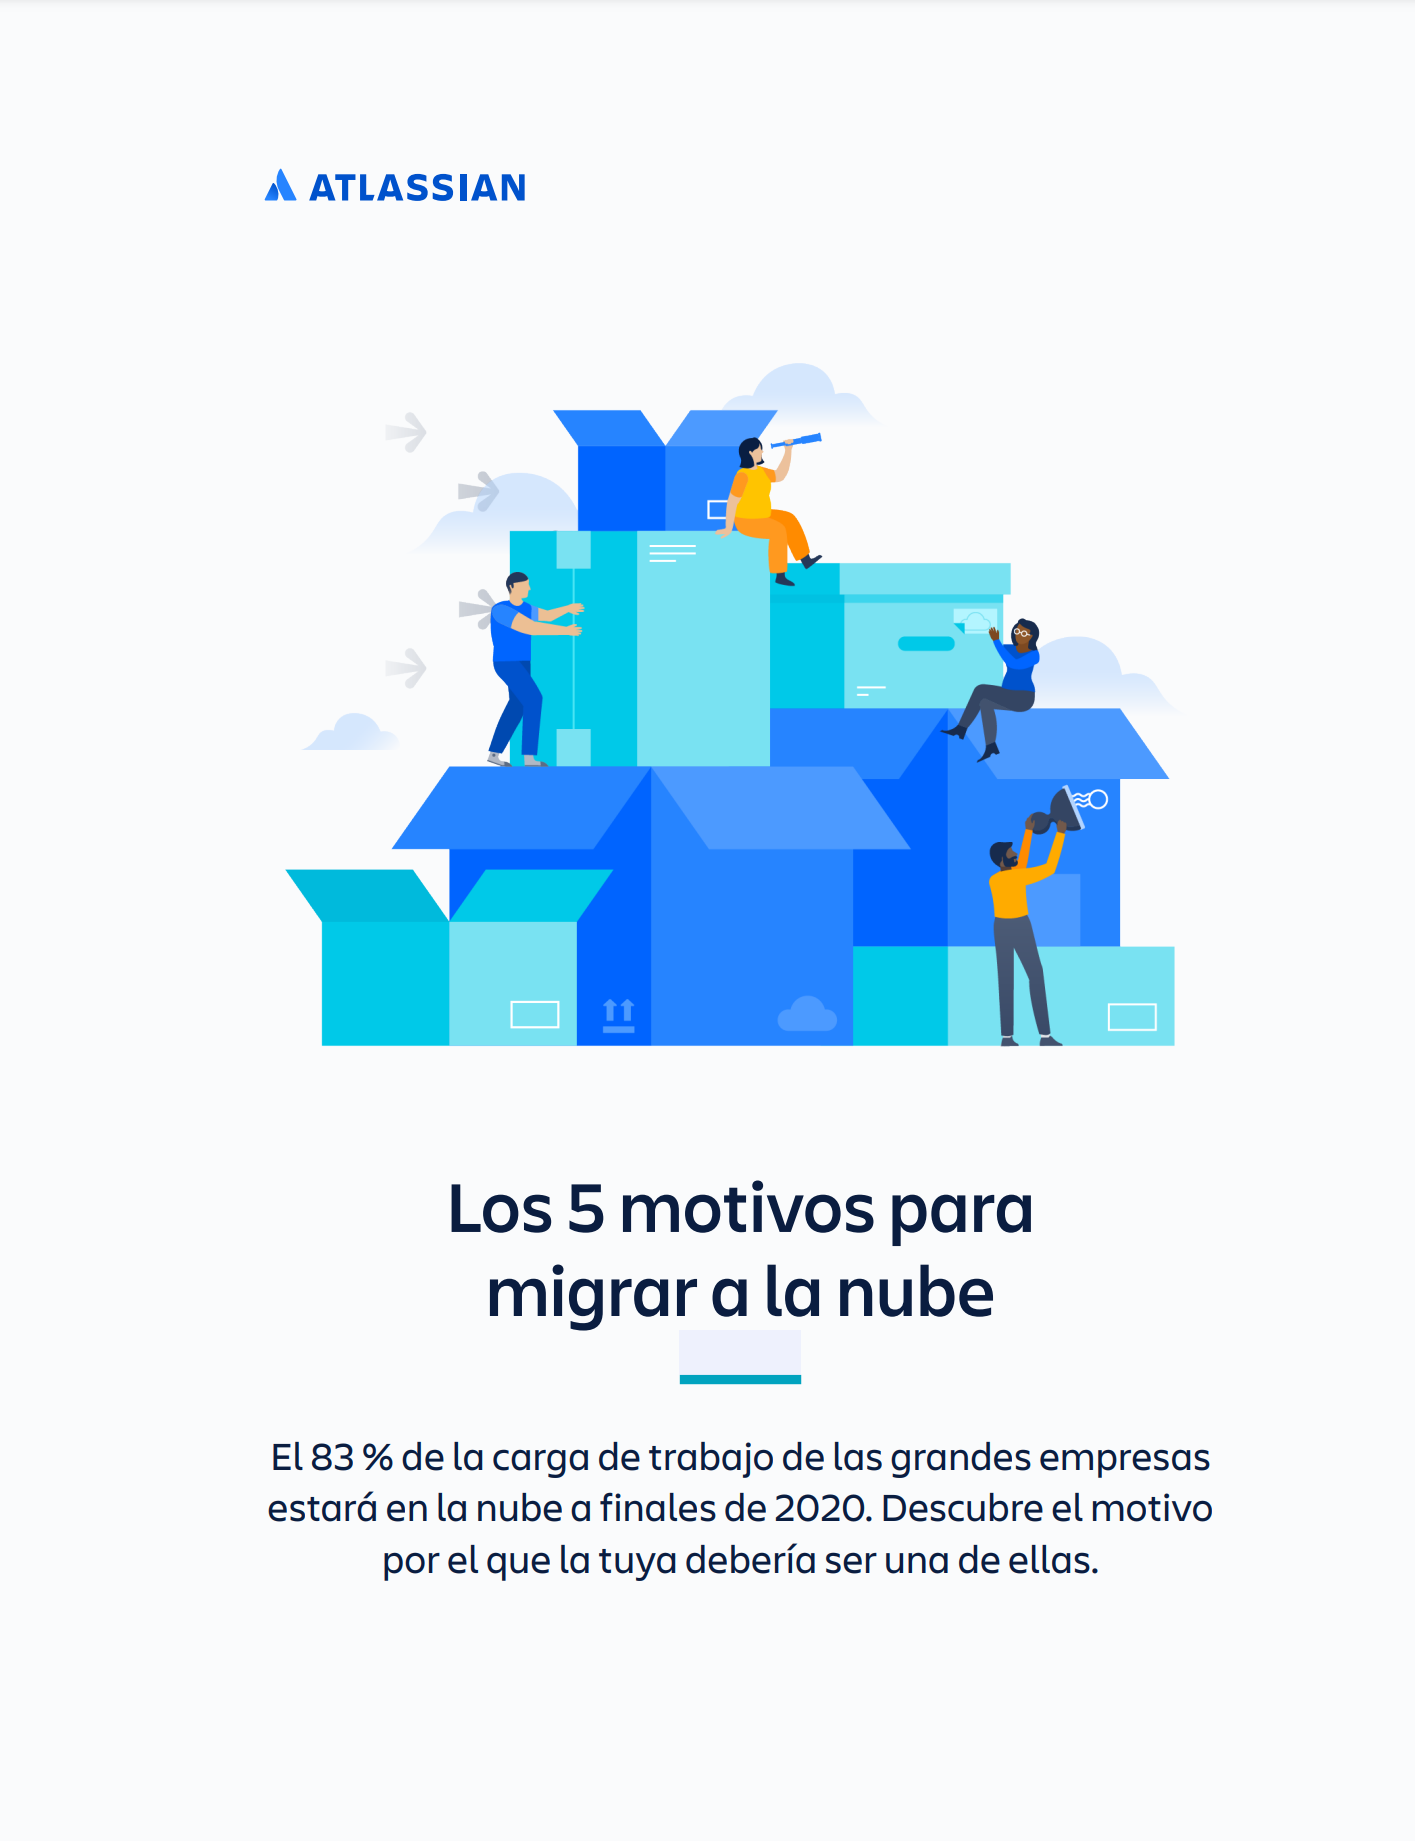 ATLASSIAN
Los 5 motivos para
migrar a la nube
El 83 % de la carga de trabajo de las grandes empresas
estará en la nube a finales de 2020. Descubre el motivo
por el que la tuya debería ser una de ellas.